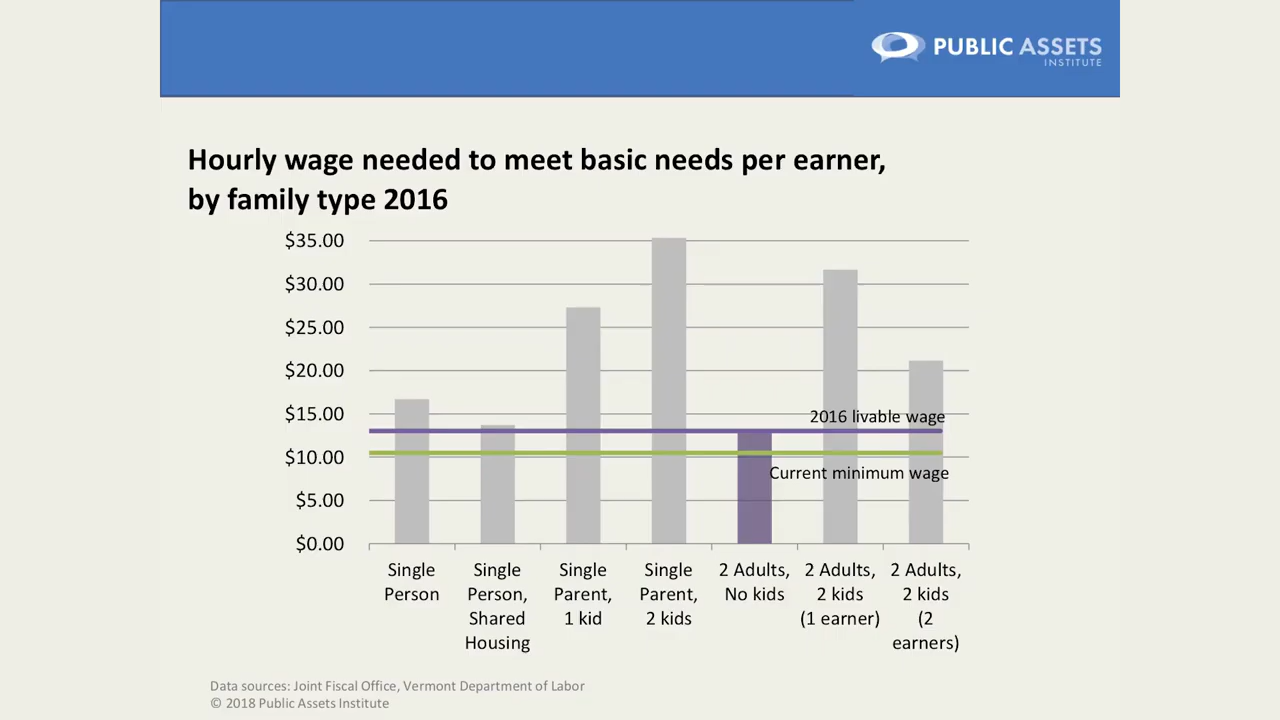 PUBLIC ASSETS
INSTITUTE
Hourly wage needed to meet basic needs per earner,
by family type 2016
$35.00
$30.00
$25.00
$20.00
$15.00
$10.00
$5.00
$0.00
2016 livable wage
Current minimum wage
Single
Person
Single
Person,
Shared
Housing
Single
Parent,
1 kid
Single
Parent,
2 kids
2 Adults,
No kids
2 Adults,
2 kids
(1 earner)
2 Adults,
2 kids
(2
earners)
Data sources: Joint Fiscal Office, Vermont Department of Labor
© 2018 Public Assets Institute